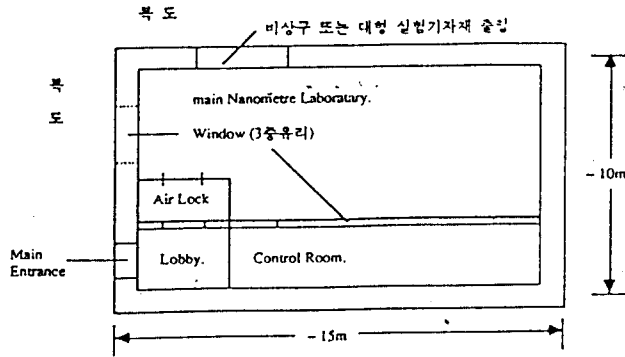 복 도
비상구 또는 대형 실험기자재 출입
복
도
main Nanometre Laboratary.
Window (3중유리)
Air Lock
~ 10m
Main
Entrance
Lobby.
Control Room.
~ 15m